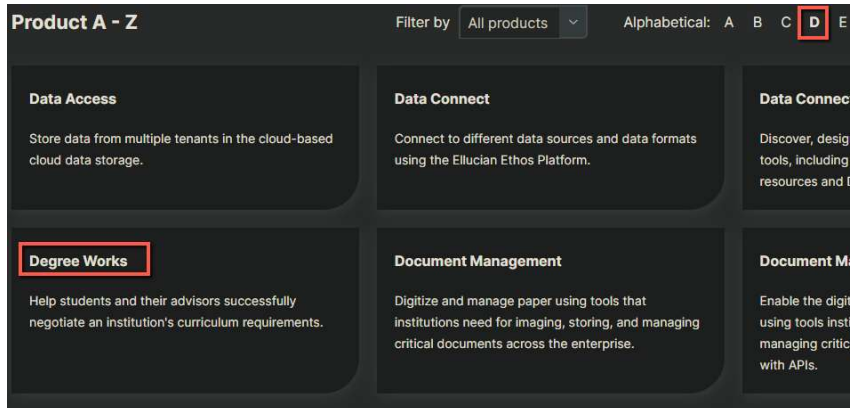 Product A - Z
Filter by All products Alphabetical: A B C D E
Data Access
Store data from multiple tenants in the cloud-based
cloud data storage.
Data Connect
Connect to different data sources and data formats
using the Ellucian Ethos Platform.
Data Connec
Discover, desig
tools, including
resources and
Degree Works
Help students and their advisors successfully
negotiate an institution's curriculum requirements.
Document Management
Digitize and manage paper using tools that
institutions need for imaging, storing, and managing
critical documents across the enterprise.
Document Ma
Enable the digit
using tools insti
managing critic
with APIs.